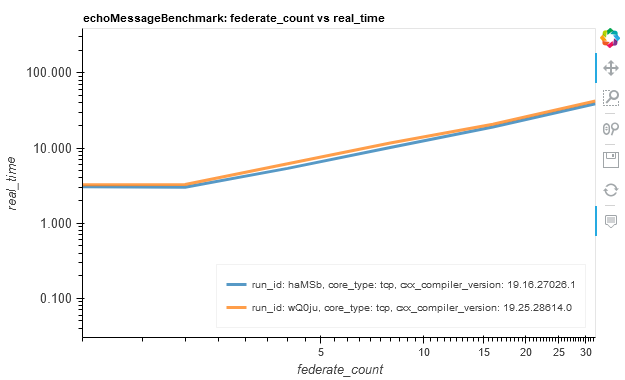 echoMessageBenchmark: federate_count vs real_time
100.000
10.000
1.000
0.100
real_time
run_id: haMSb, core_type: tcp, cxx_compiler_version: 19.16.27026.1
run_id: wQ0ju, core_type: tcp, cxx_compiler_version: 19.25.28614.0
5 10 15 20 25 30
federate_count